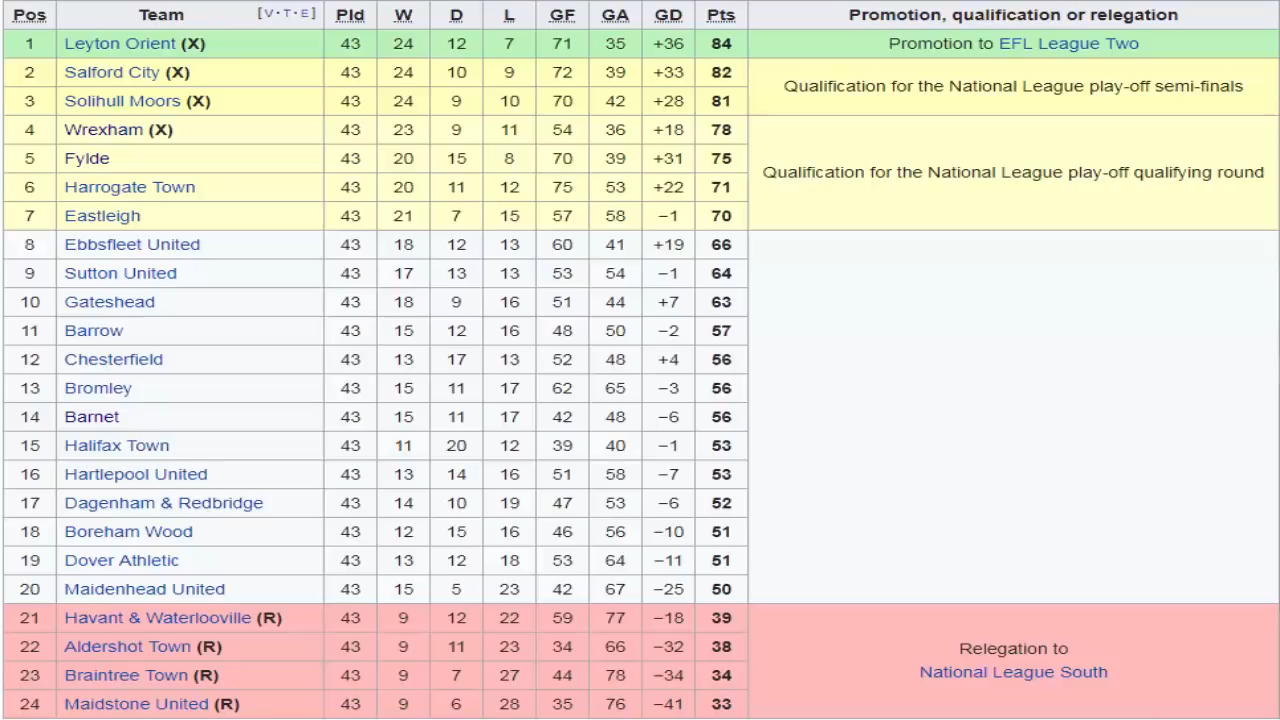 Pos Team [V·T·E] Pld W D L GF GA GD Pts Promotion, qualification or relegation
1 Leyton Orient (X) 43 24 12 7 71 35 +36 84 Promotion to EFL League Two
2 Salford City (X) 43 24 10 9 72 39 +33 82 Qualification for the National League play-off semi-finals
3 Solihull Moors (X) 43 24 9 10 70 42 +28 81
4 Wrexham (X) 43 23 9 11 54 36 +18 78 Qualification for the National League play-off qualifying round
5 Fylde 43 20 15 8 70 39 +31 75
6 Harrogate Town 43 20 11 12 75 53 +22 71
7 Eastleigh 43 21 7 15 57 58 −1 70
8 Ebbsfleet United 43 18 12 13 60 41 +19 66
9 Sutton United 43 17 13 13 53 54 −1 64
10 Gateshead 43 18 9 16 51 44 +7 63
11 Barrow 43 15 12 16 48 50 −2 57
12 Chesterfield 43 13 17 13 52 48 +4 56
13 Bromley 43 15 11 17 62 65 −3 56
14 Barnet 43 15 11 17 42 48 −6 56
15 Halifax Town 43 11 20 12 39 40 −1 53
16 Hartlepool United 43 13 14 16 51 58 −7 53
17 Dagenham & Redbridge 43 14 10 19 47 53 −6 52
18 Boreham Wood 43 12 15 16 46 56 −10 51
19 Dover Athletic 43 13 12 18 53 64 −11 51
20 Maidenhead United 43 15 5 23 42 67 −25 50
21 Havant & Waterlooville (R) 43 9 12 22 59 77 −18 39 Relegation to
22 Aldershot Town (R) 43 9 11 23 34 66 −32 38 National League South
23 Braintree Town (R) 43 9 7 27 44 78 −34 34
24 Maidstone United (R) 43 9 6 28 35 76 −41 33